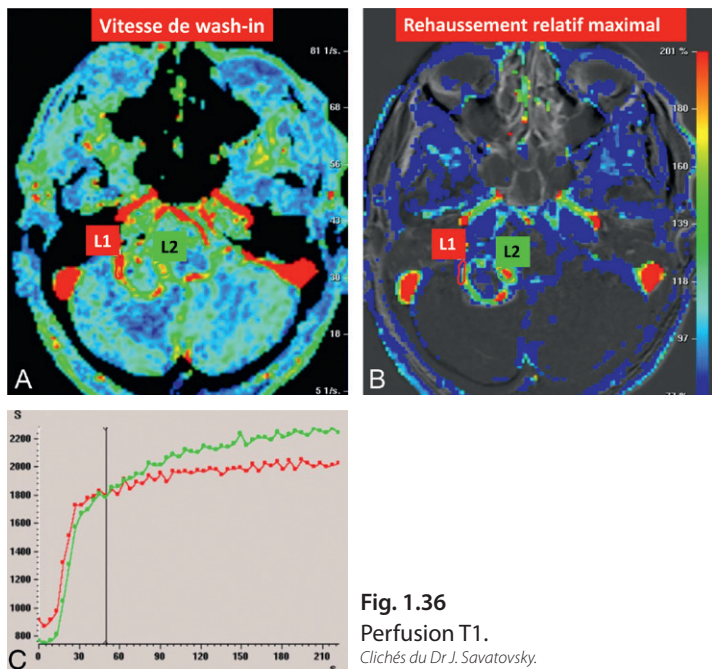 Vitesse de wash-in
81 1/s.
68
56
43
30
18
5 1/s.
L1
L2
A
Rehaussement relatif maximal
201 %
180
160
139
118
97
L1
L2
B
S
2200
2000
1800
1600
1400
1200
1000
800
0 30 60 90 120 150 180 210
S
C
Fig. 1.36
Perfusion T1.
Clichés du Dr J. Savatovsky.